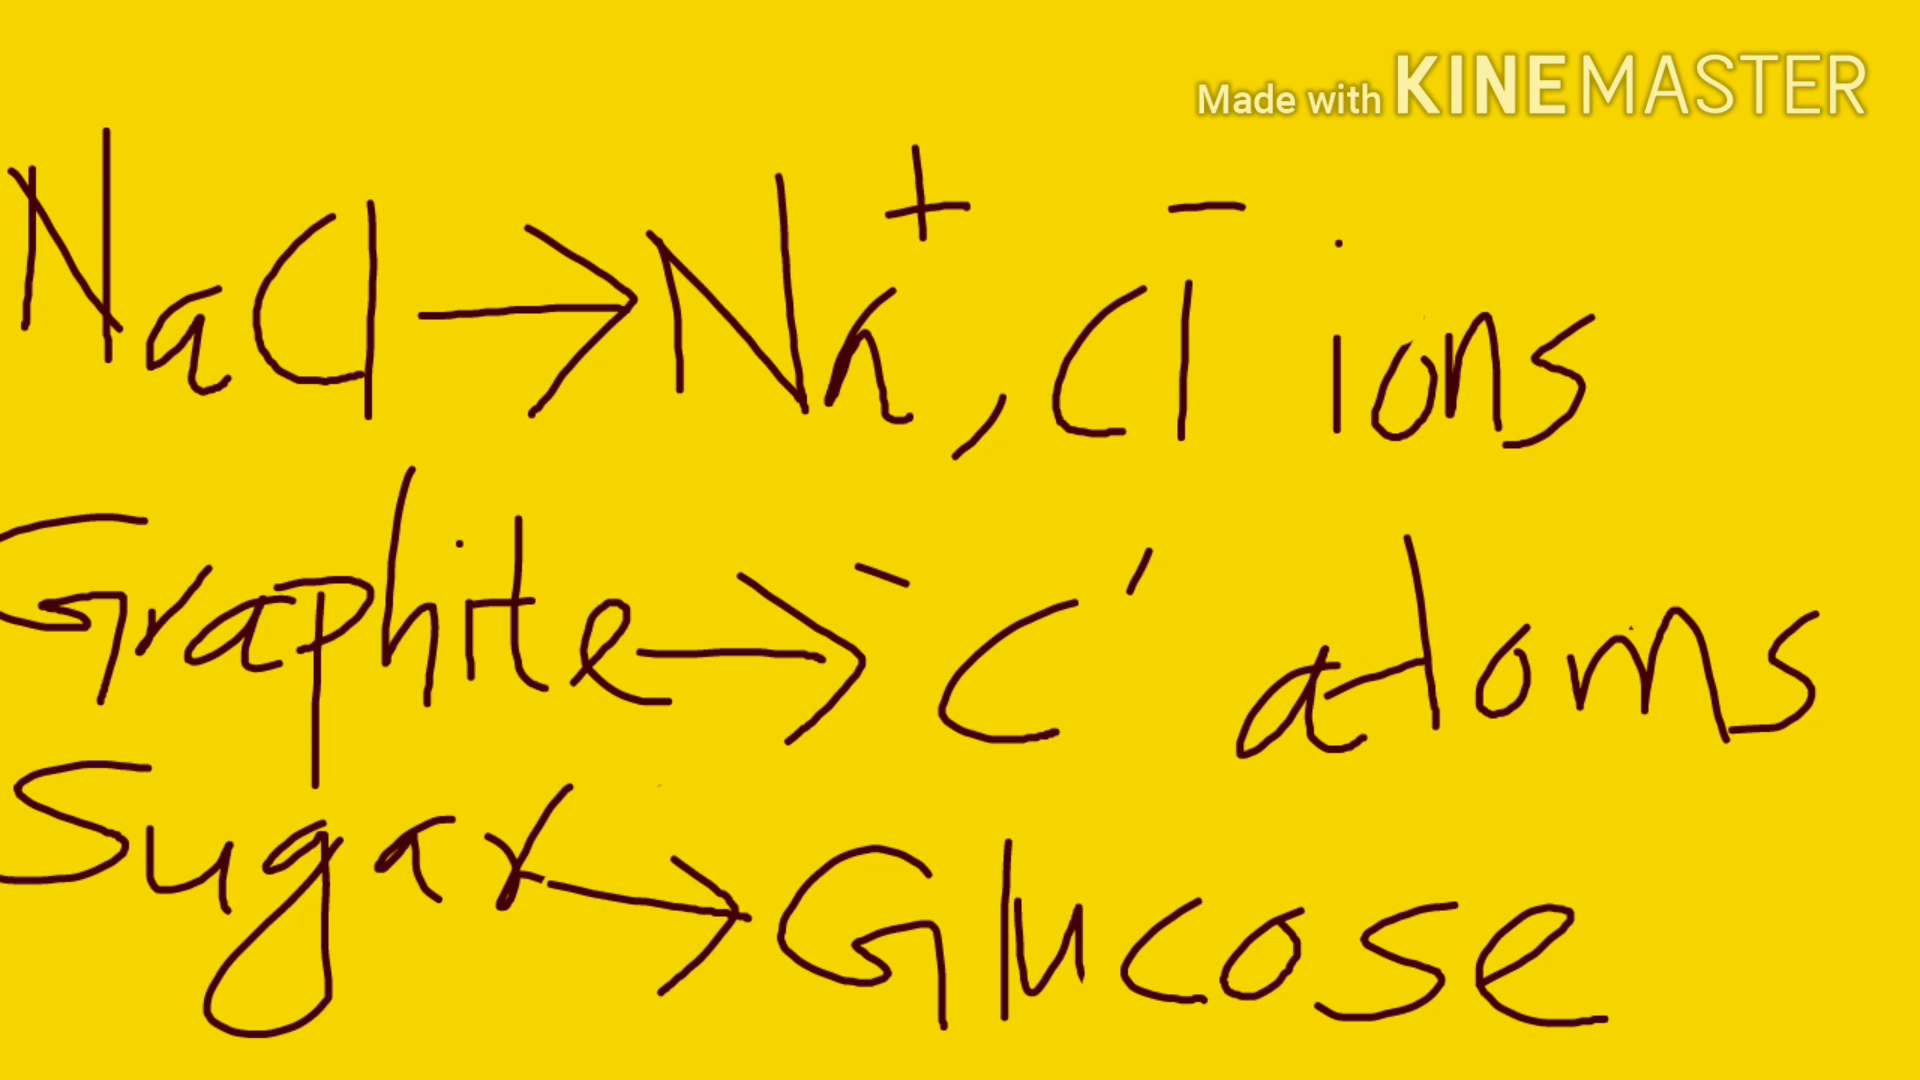 Made with KINEMASTER
NaCl → Na⁺, Cl⁻ ions
Graphite → 'C' atoms
Sugar → Glucose